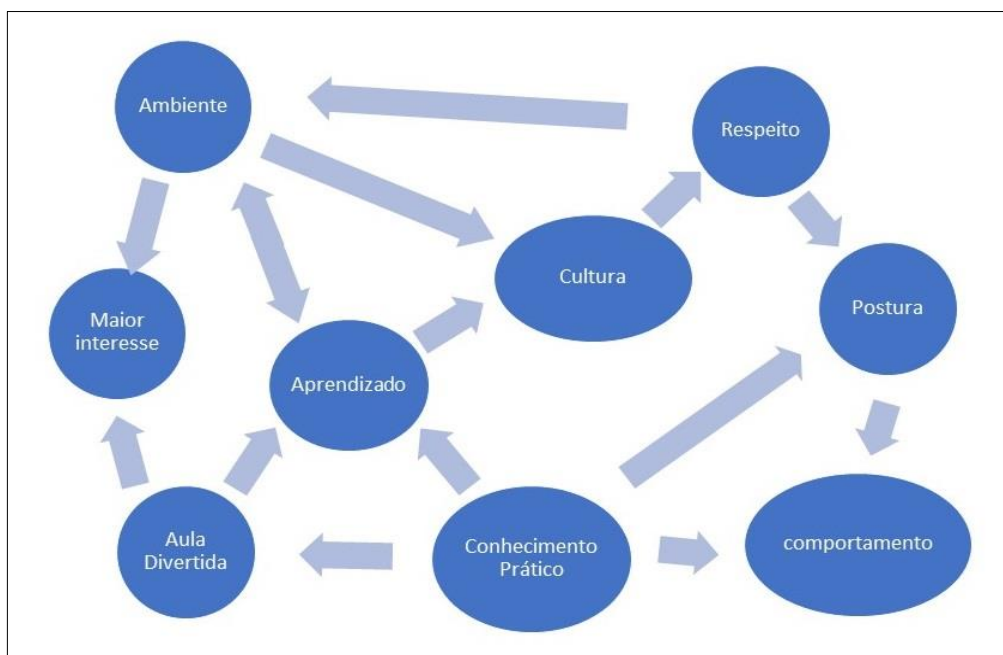 Ambiente
Respeito
Cultura
Postura
Maior
interesse
Aprendizado
Aula
Divertida
Conhecimento
Prático
comportamento